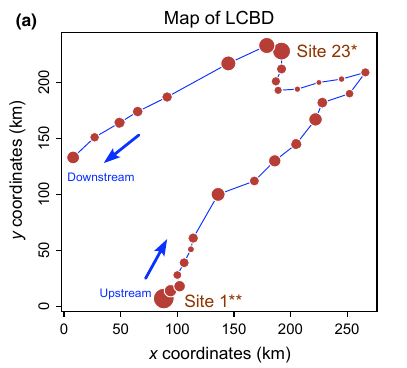 (a)
Map of LCBD
Site 23*
Downstream
Upstream
Site 1**
y coordinates (km)
0
50
100
150
200
0 50 100 150 200 250
x coordinates (km)